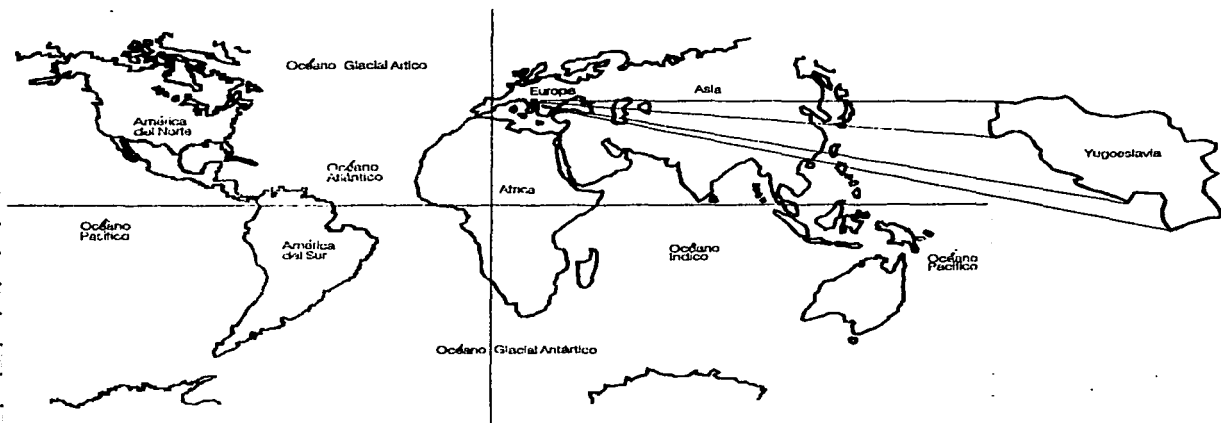 Océano Glacial Artico
Europa
Asia
América
del Norte
Yugoeslavia
Océano
Atlántico
Africa
Océano
Pacífico
América
del Sur
Océano
Indico
Océano
Pacífico
Océano Glacial Antártico